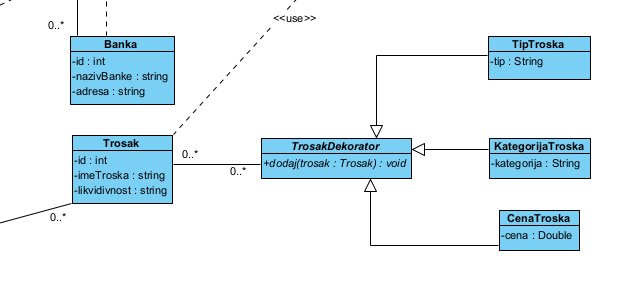 <<use>>
0..*
Banka
-id : int
-nazivBanke : string
-adresa : string
TipTroska
-tip : String
Trosak
-id : int
-imeTroska : string
-likvidivnost : string
0..*
0..*
0..*
TrosakDekorator
+dodaj(trosak : Trosak) : void
KategorijaTroska
-kategorija : String
CenaTroska
-cena : Double